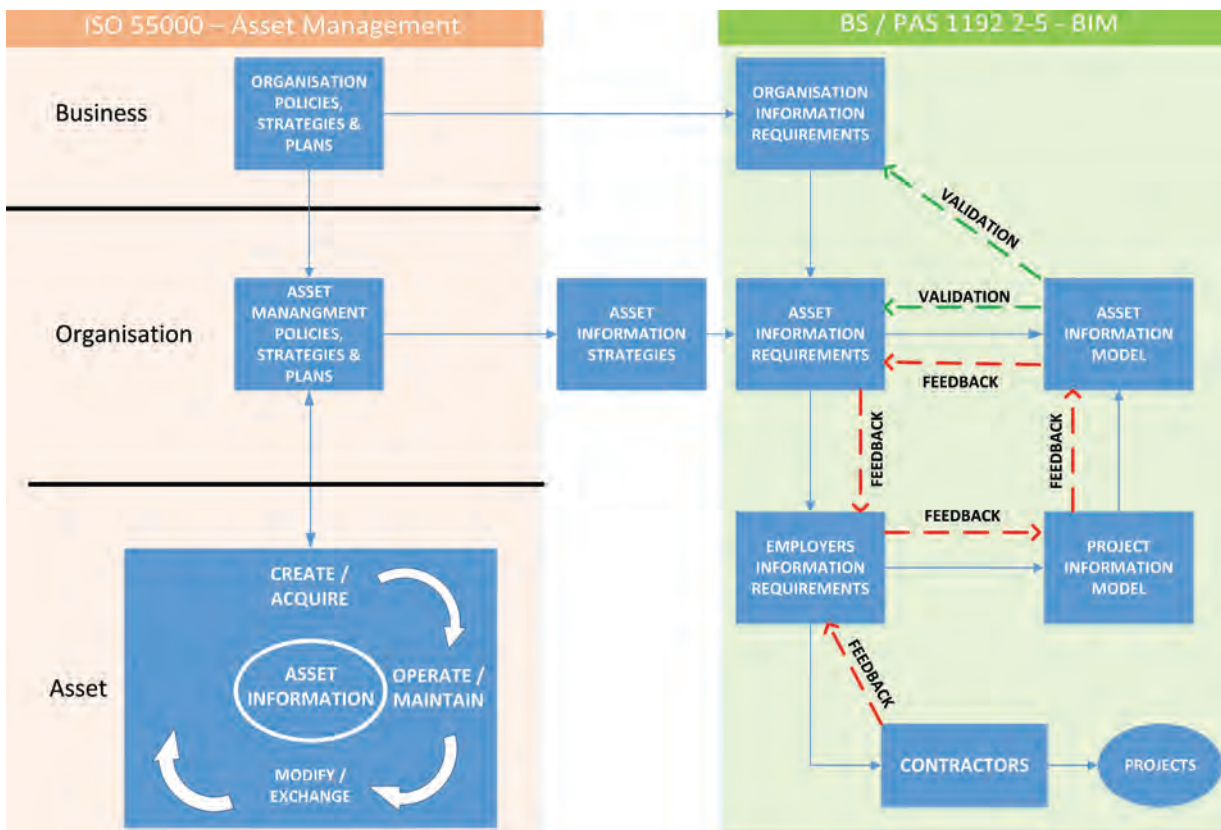 ISO 55000 – Asset Management
BS / PAS 1192 2-5 - BIM
Business
ORGANISATION
POLICIES,
STRATEGIES &
PLANS
ORGANISATION
INFORMATION
REQUIREMENTS
VALIDATION
Organisation
ASSET
MANANGMENT
POLICIES,
STRATEGIES &
PLANS
ASSET
INFORMATION
STRATEGIES
ASSET
INFORMATION
REQUIREMENTS
VALIDATION
ASSET
INFORMATION
MODEL
FEEDBACK
FEEDBACK
FEEDBACK
FEEDBACK
EMPLOYERS
INFORMATION
REQUIREMENTS
PROJECT
INFORMATION
MODEL
FEEDBACK
Asset
CREATE /
ACQUIRE
ASSET
INFORMATION
OPERATE /
MAINTAIN
MODIFY /
EXCHANGE
CONTRACTORS
PROJECTS